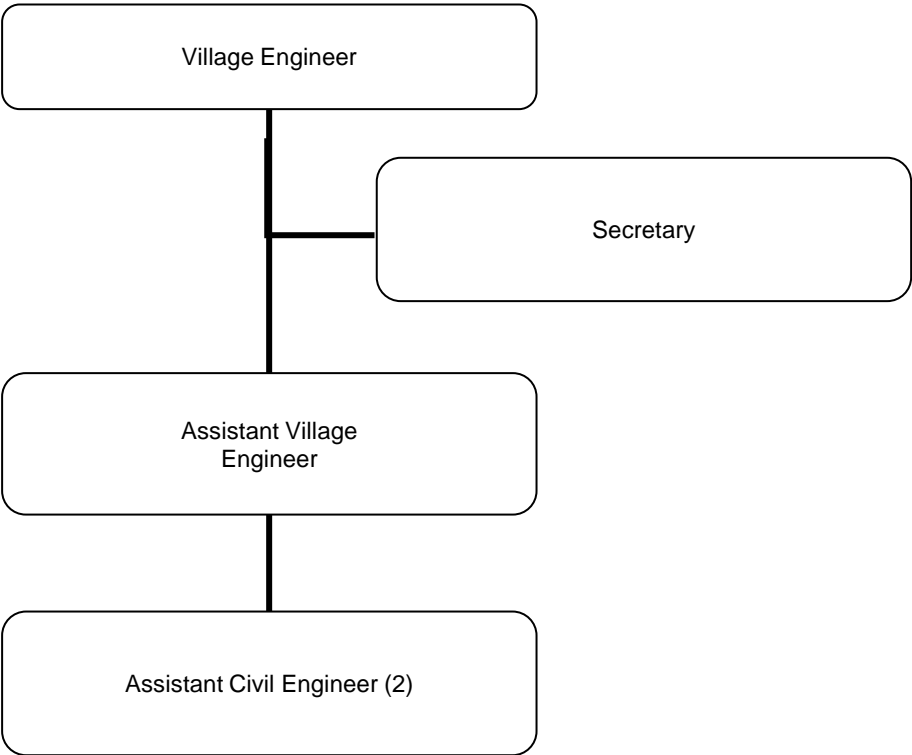 Village Engineer
Secretary
Assistant Village
Engineer
Assistant Civil Engineer (2)